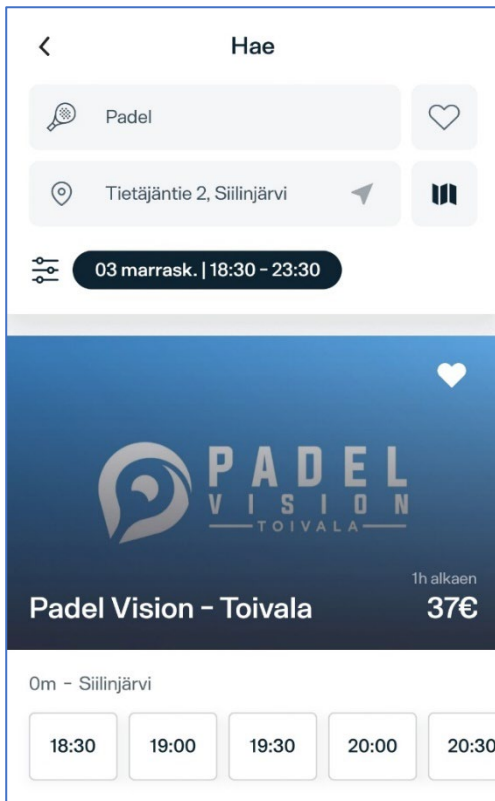 Hae
Padel
Tietäjäntie 2, Siilinjärvi
03 marrask. | 18:30 - 23:30
PADEL
VISION
TOIVALA
1h alkaen
Padel Vision - Toivala 37€
0m - Siilinjärvi
18:30 19:00 19:30 20:00 20:30